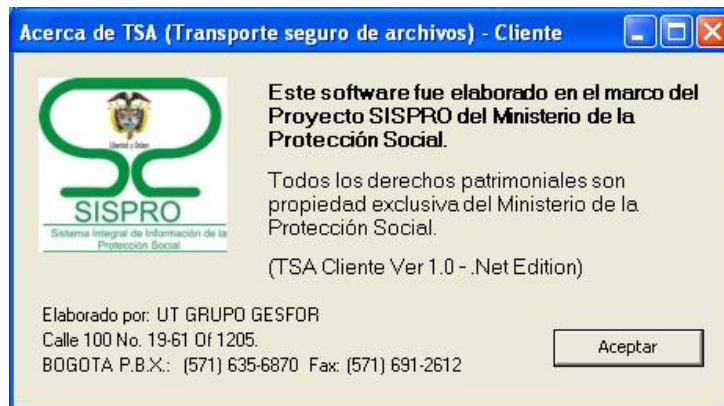 Acerca de TSA (Transporte seguro de archivos) - Cliente
Este software fue elaborado en el marco del
Proyecto SISPRO del Ministerio de la
Protección Social.
Libertad y Orden
SISPRO
Sistema Integral de Información de la
Protección Social
Todos los derechos patrimoniales son
propiedad exclusiva del Ministerio de la
Protección Social.
(TSA Cliente Ver 1.0 - .Net Edition)
Elaborado por: UT GRUPO GESFOR
Calle 100 No. 19-61 Of 1205.
BOGOTA P.B.X.: (571) 635-6870 Fax: (571) 691-2612
Aceptar